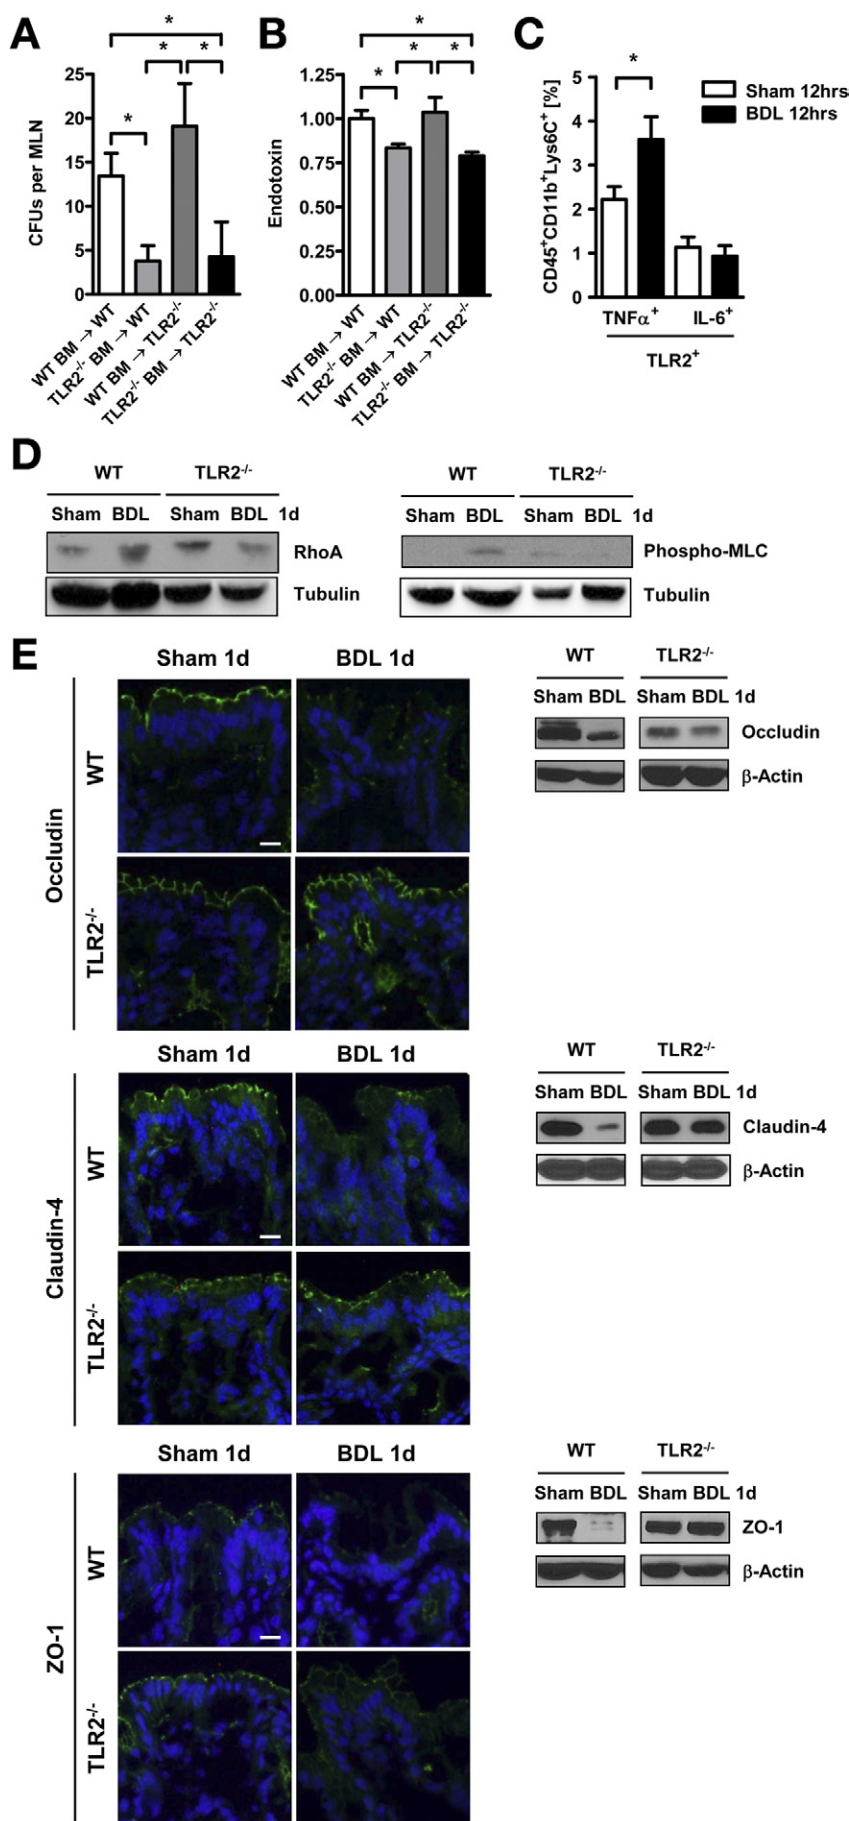 A
*
*
*
*
25
20
15
10
5
0
CFUs per MLN
WT BM → WT
TLR2-/- BM → WT
WT BM → TLR2-/-
TLR2-/- BM → TLR2-/-
B
*
*
*
*
1.25
1.00
0.75
0.50
0.25
0.00
Endotoxin
WT BM → WT
TLR2-/- BM → WT
WT BM → TLR2-/-
TLR2-/- BM → TLR2-/-
C
*
5
4
3
2
1
0
CD45+CD11b+Lys6C+ [%]
TNFα+ IL-6+
TLR2+
Sham 12hrs
BDL 12hrs
D
WT TLR2-/-
Sham BDL Sham BDL 1d
RhoA
Tubulin
WT TLR2-/-
Sham BDL Sham BDL 1d
Phospho-MLC
Tubulin
E
Sham 1d BDL 1d
Occludin
WT
TLR2-/-
WT TLR2-/-
Sham BDL Sham BDL 1d
Occludin
β-Actin
Sham 1d BDL 1d
Claudin-4
WT
TLR2-/-
WT TLR2-/-
Sham BDL Sham BDL 1d
Claudin-4
β-Actin
Sham 1d BDL 1d
ZO-1
WT
TLR2-/-
WT TLR2-/-
Sham BDL Sham BDL 1d
ZO-1
β-Actin